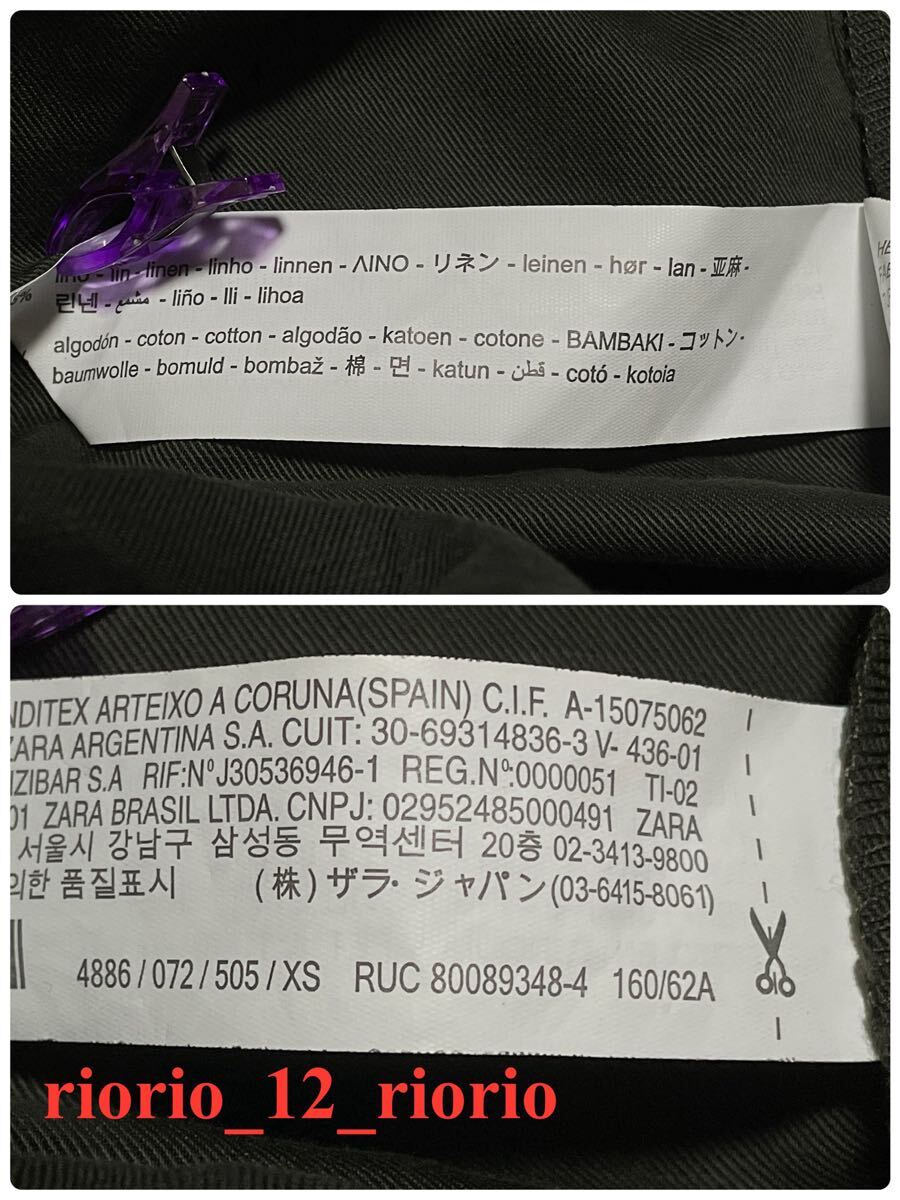 lino - lin - linen - linho - linnen - ΛINO - リネン - leinen - hør - lan - 亚麻 -
린넨 - مشمع - liño - lli - lihoa
algodón - coton - cotton - algodão - katoen - cotone - BAMBAKI - コットン -
baumwolle - bomuld - bombaž - 棉 - 면 - katun - قطن - cotó - kotoia
%
NDITEX ARTEIXO A CORUNA(SPAIN) C.I.F. A-15075062
ZARA ARGENTINA S.A. CUIT: 30-69314836-3 V- 436-01
IZIBAR S.A RIF:NºJ30536946-1 REG.Nº:0000051 TI-02
01 ZARA BRASIL LTDA. CNPJ: 02952485000491 ZARA
서울시 강남구 삼성동 무역센터 20층 02-3413-9800
의한 품질표시 (株)ザラ・ジャパン(03-6415-8061)
4886 / 072 / 505 / XS RUC 80089348-4 160/62A
riorio_12_riorio